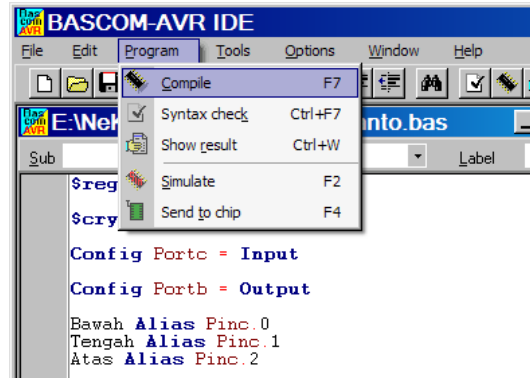 BASCOM-AVR IDE
File Edit Program Tools Options Window Help
Compile F7
E:\NeK nto.bas
Syntax check Ctrl+F7
Show result Ctrl+W
Sub Label
Simulate F2
Send to chip F4
$reg
$cry
Config Portc = Input
Config Portb = Output
Bawah Alias Pinc.0
Tengah Alias Pinc.1
Atas Alias Pinc.2